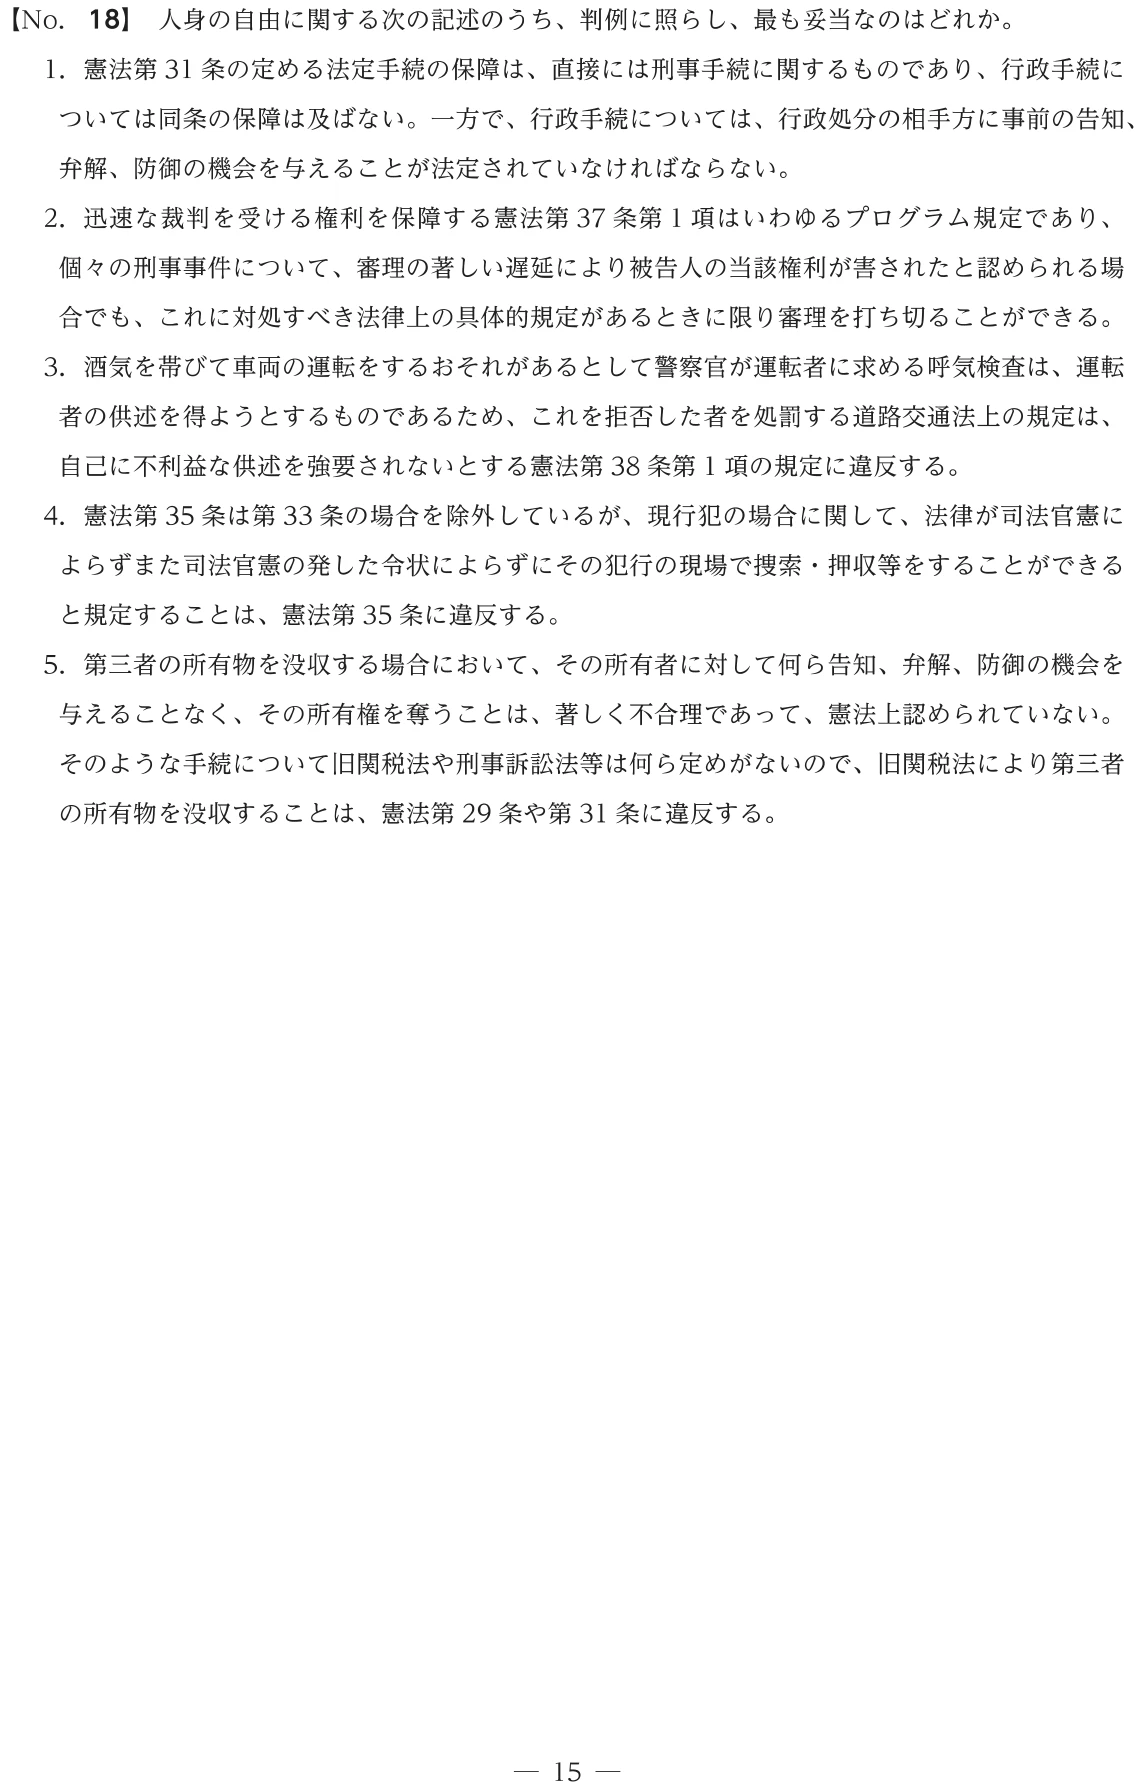 【No. 18】 人身の自由に関する次の記述のうち、判例に照らし、最も妥当なのはどれか。
1. 憲法第 31 条の定める法定手続の保障は、直接には刑事手続に関するものであり、行政手続に
ついては同条の保障は及ばない。一方で、行政手続については、行政処分の相手方に事前の告知、
弁解、防御の機会を与えることが法定されていなければならない。
2. 迅速な裁判を受ける権利を保障する憲法第 37 条第 1 項はいわゆるプログラム規定であり、
個々の刑事事件について、審理の著しい遅延により被告人の当該権利が害されたと認められる場
合でも、これに対処すべき法律上の具体的規定があるときに限り審理を打ち切ることができる。
3. 酒気を帯びて車両の運転をするおそれがあるとして警察官が運転者に求める呼気検査は、運転
者の供述を得ようとするものであるため、これを拒否した者を処罰する道路交通法上の規定は、
自己に不利益な供述を強要されないとする憲法第 38 条第 1 項の規定に違反する。
4. 憲法第 35 条は第 33 条の場合を除外しているが、現行犯の場合に関して、法律が司法官憲に
よらずまた司法官憲の発した令状によらずにその犯行の現場で捜索・押収等をすることができる
と規定することは、憲法第 35 条に違反する。
5. 第三者の所有物を没収する場合において、その所有者に対して何ら告知、弁解、防御の機会を
与えることなく、その所有権を奪うことは、著しく不合理であって、憲法上認められていない。
そのような手続について旧関税法や刑事訴訟法等は何ら定めがないので、旧関税法により第三者
の所有物を没収することは、憲法第 29 条や第 31 条に違反する。
— 15 —